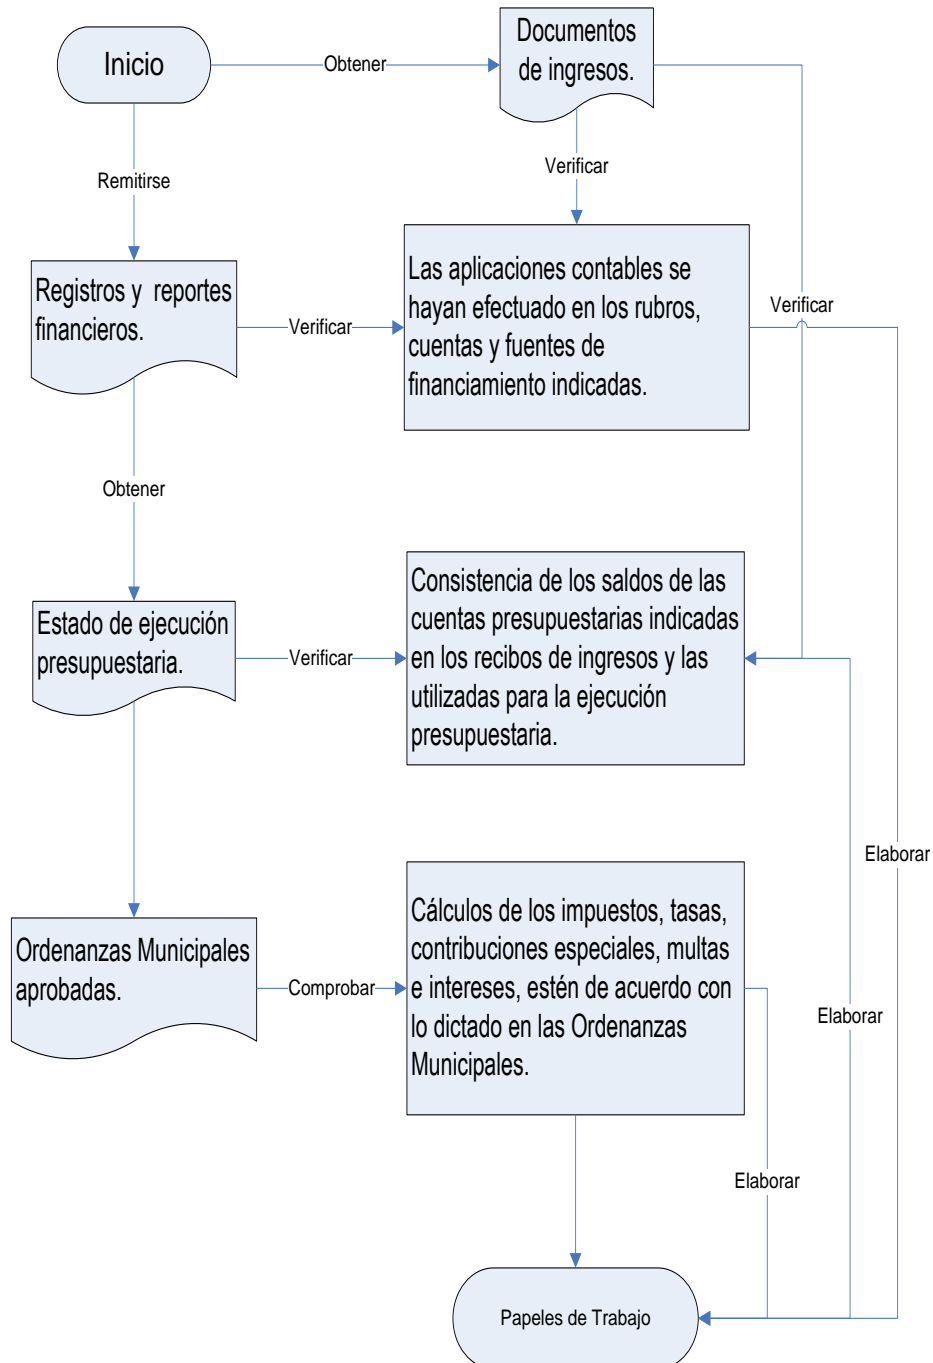 Inicio
Obtener
Documentos
de ingresos.
Remitirse
Verificar
Registros y reportes
financieros.
Verificar
Las aplicaciones contables se
hayan efectuado en los rubros,
cuentas y fuentes de
financiamiento indicadas.
Verificar
Obtener
Estado de ejecución
presupuestaria.
Verificar
Consistencia de los saldos de las
cuentas presupuestarias indicadas
en los recibos de ingresos y las
utilizadas para la ejecución
presupuestaria.
Elaborar
Ordenanzas Municipales
aprobadas.
Comprobar
Cálculos de los impuestos, tasas,
contribuciones especiales, multas
e intereses, estén de acuerdo con
lo dictado en las Ordenanzas
Municipales.
Elaborar
Elaborar
Papeles de Trabajo